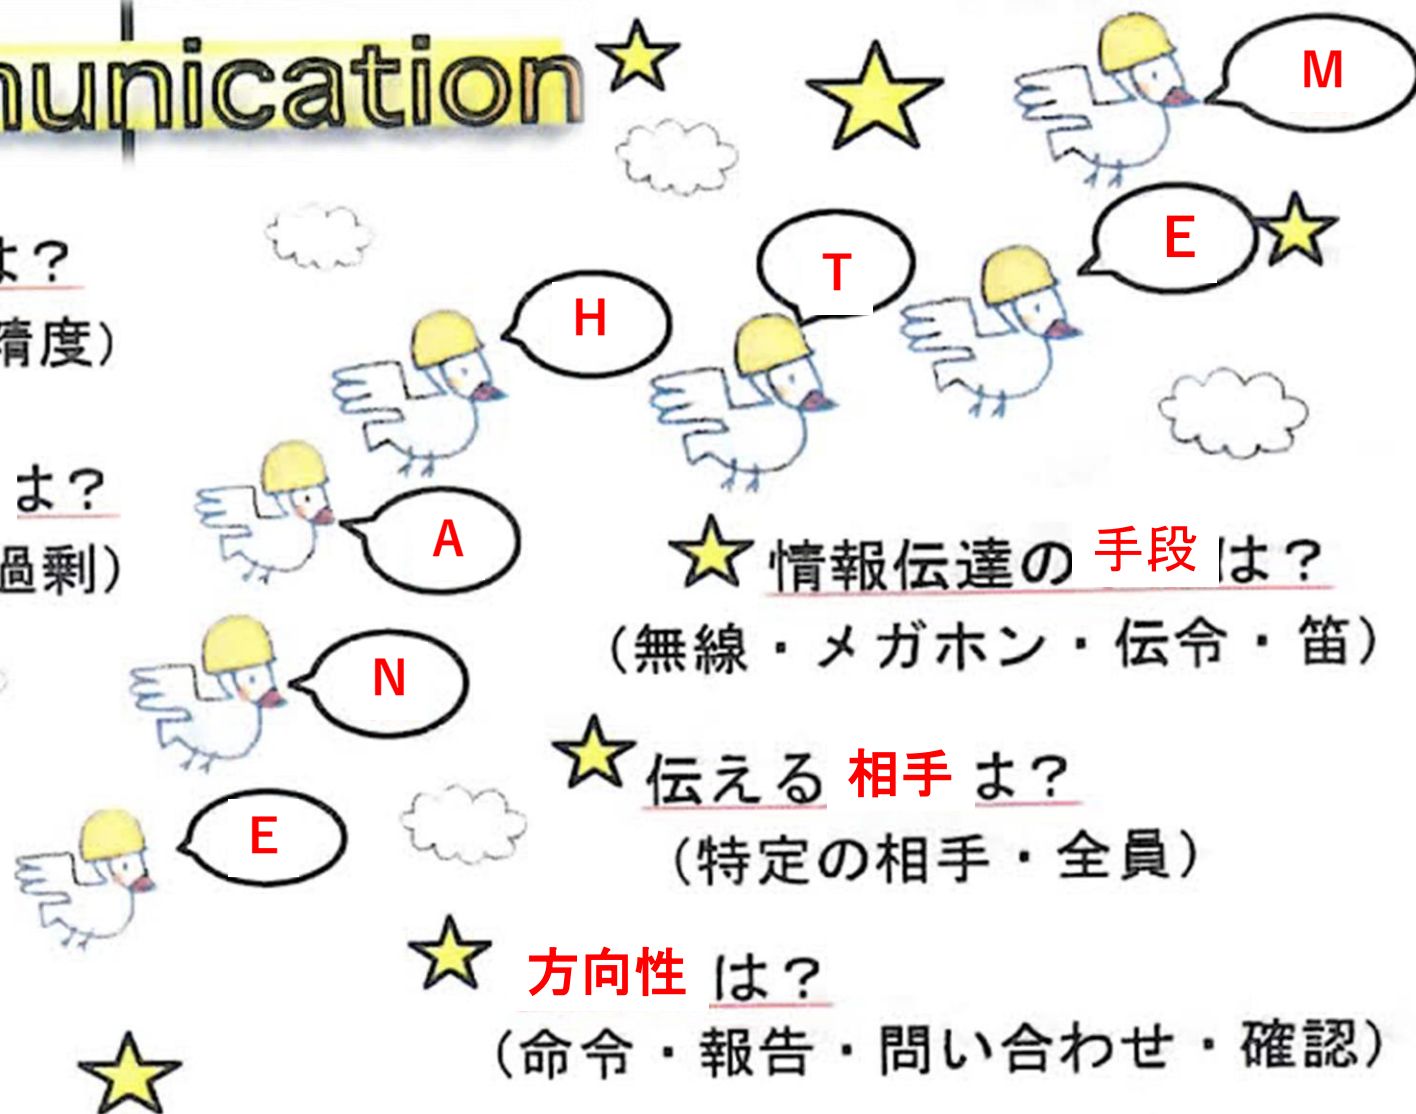 munication
M
E
T
H
は？
精度）
A
は？
過剰）
情報伝達の手段は？
（無線・メガホン・伝令・笛）
N
伝える相手は？
（特定の相手・全員）
E
方向性は？
（命令・報告・問い合わせ・確認）